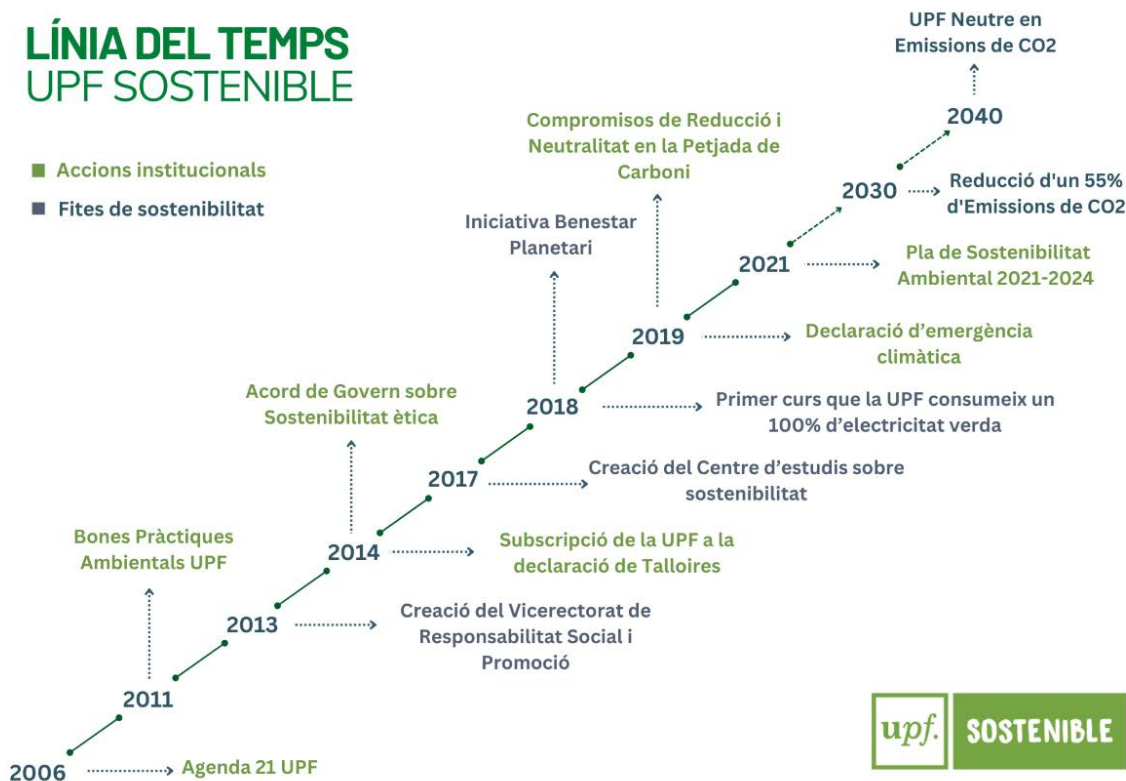 LÍNIA DEL TEMPS
UPF SOSTENIBLE
Accions institucionals
Fites de sostenibilitat
UPF Neutre en
Emissions de CO2
2040
Compromisos de Reducció i
Neutralitat en la Petjada de
Carboni
2030
Reducció d'un 55%
d'Emissions de CO2
Iniciativa Benestar
Planetari
2021
Pla de Sostenibilitat
Ambiental 2021-2024
2019
Declaració d’emergència
climàtica
Acord de Govern sobre
Sostenibilitat ètica
2018
Primer curs que la UPF consumeix un
100% d’electricitat verda
2017
Creació del Centre d’estudis sobre
sostenibilitat
Bones Pràctiques
Ambientals UPF
2014
Subscripció de la UPF a la
declaració de Talloires
2013
Creació del Vicerectorat de
Responsabilitat Social i
Promoció
2011
2006
Agenda 21 UPF
upf.
SOSTENIBLE